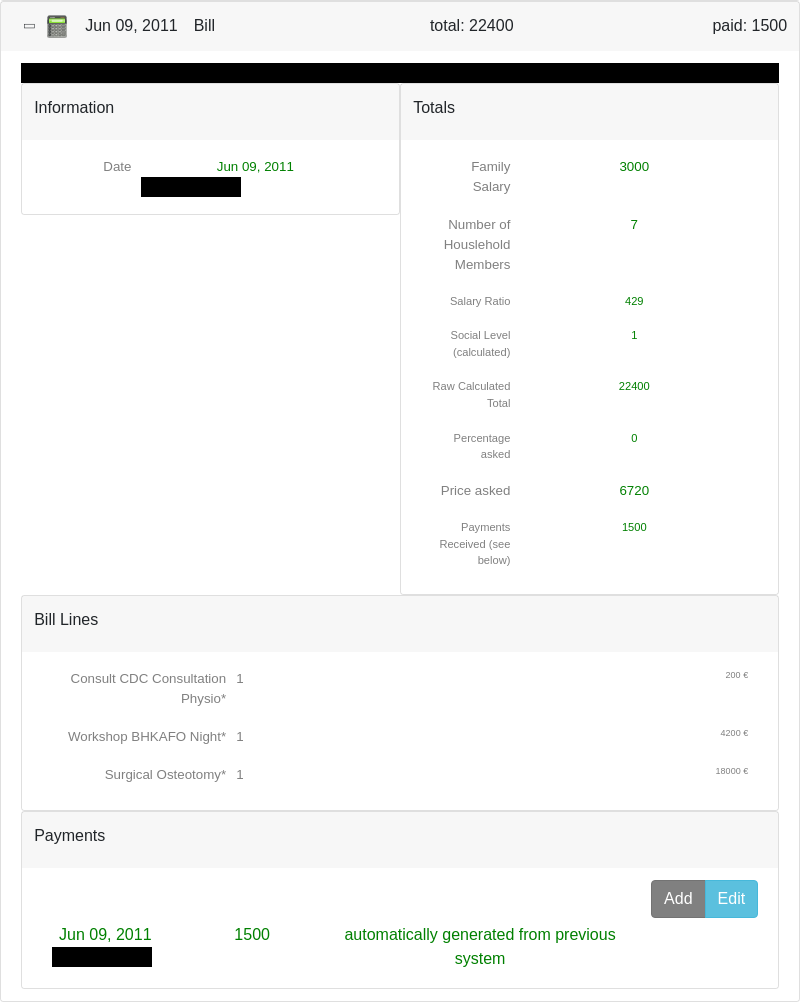 Jun 09, 2011 Bill total: 22400 paid: 1500
Information
Date Jun 09, 2011
Totals
Family 3000
Salary
Number of 7
Houslehold
Members
Salary Ratio 429
Social Level 1
(calculated)
Raw Calculated 22400
Total
Percentage 0
asked
Price asked 6720
Payments 1500
Received (see
below)
Bill Lines
Consult CDC Consultation 1 200 €
Physio*
Workshop BHKAFO Night* 1 4200 €
Surgical Osteotomy* 1 18000 €
Payments
Add Edit
Jun 09, 2011 1500 automatically generated from previous
system